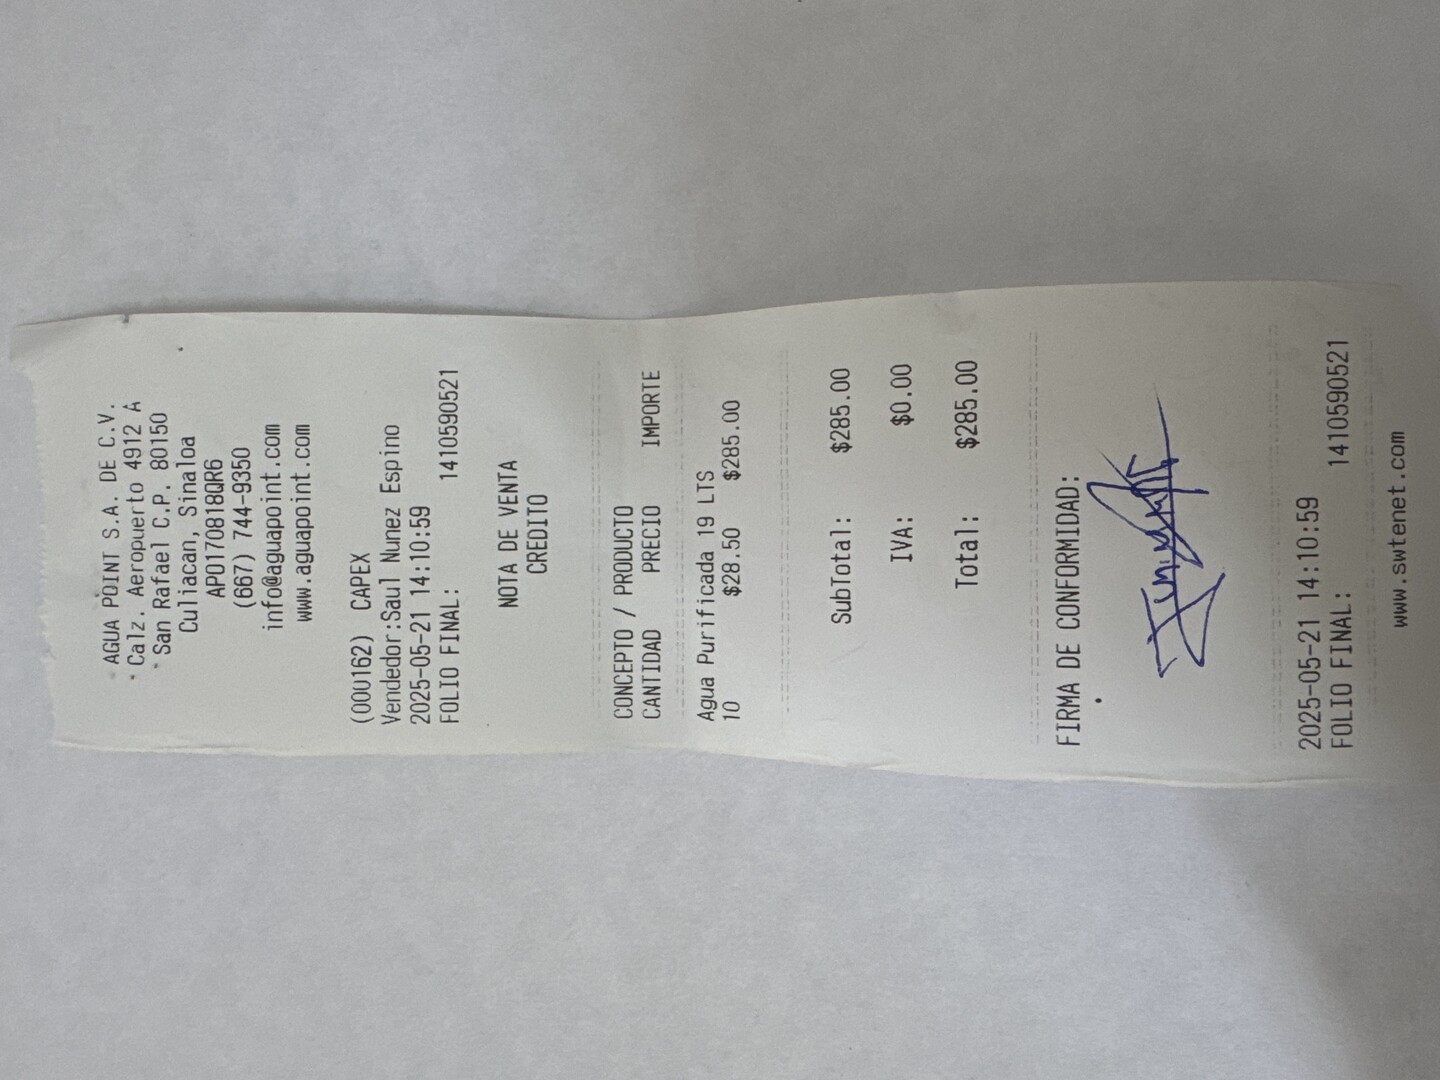 AGUA POINT S.A. DE C.V.
Calz. Aeropuerto 4912 A
San Rafael C.P. 80150
Culiacan, Sinaloa
APO170818QR6
(667) 744-9350
info@aguapoint.com
www.aguapoint.com
(000162) CAPEX
Vendedor:Saul Nunez Espino
2025-05-21 14:10:59
FOLIO FINAL: 1410590521
NOTA DE VENTA
CREDITO
CONCEPTO / PRODUCTO
CANTIDAD PRECIO IMPORTE
Agua Purificada 19 LTS
10 $28.50 $285.00
SubTotal: $285.00
IVA: $0.00
Total: $285.00
FIRMA DE CONFORMIDAD:
2025-05-21 14:10:59
FOLIO FINAL: 1410590521
www.swtenet.com